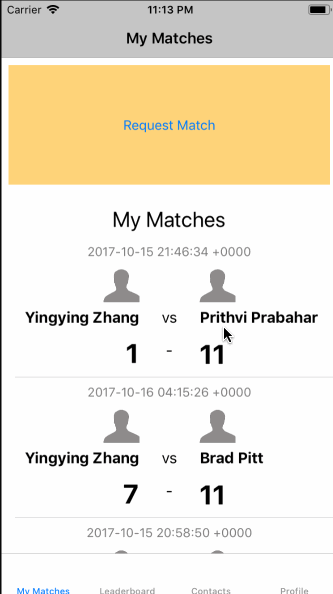 Carrier 11:13 PM
My Matches
Request Match
My Matches
2017-10-15 21:46:34 +0000
Yingying Zhang vs Prithvi Prabahar
1 - 11
2017-10-16 04:15:26 +0000
Yingying Zhang vs Brad Pitt
7 - 11
2017-10-15 20:58:50 +0000
My Matches Leaderboard Contacts Profile